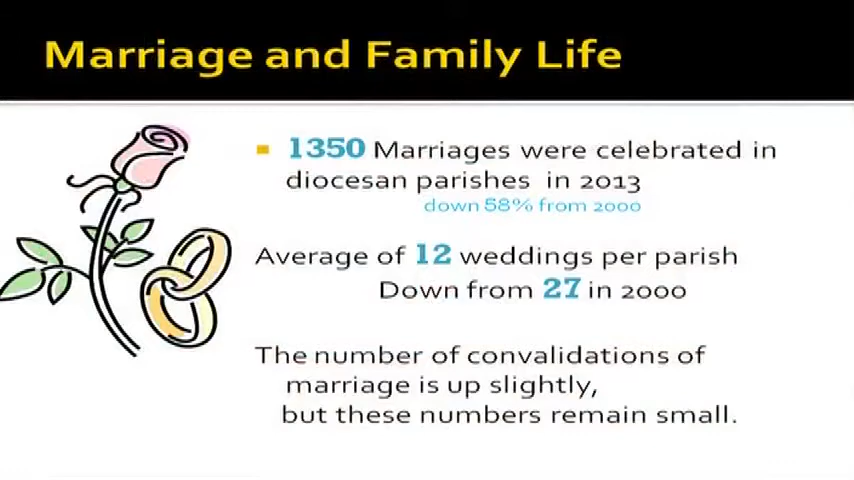 Marriage and Family Life
1350 Marriages were celebrated in
diocesan parishes in 2013
down 58% from 2000
Average of 12 weddings per parish
Down from 27 in 2000
The number of convalidations of
marriage is up slightly,
but these numbers remain small.